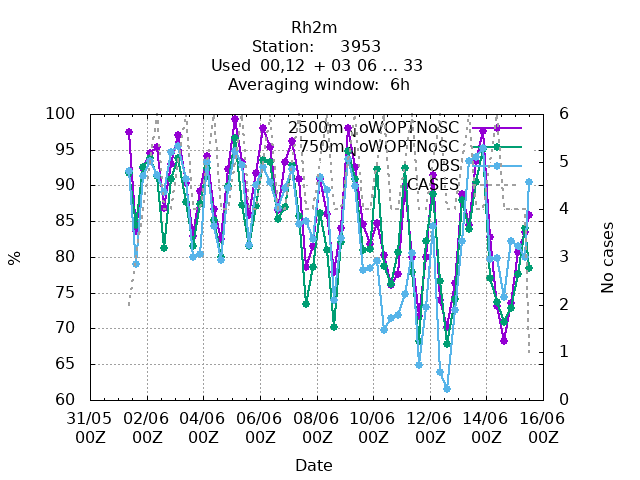 Rh2m
Station: 3953
Used 00,12 + 03 06 ... 33
Averaging window: 6h
100 6
2500m
750m
95 5
OBS
90 CASES 4
85
80 3
75
70 2
65 1
60 0
%
No cases
31/05 02/06 04/06 06/06 08/06 10/06 12/06 14/06 16/06
00Z 00Z 00Z 00Z 00Z 00Z 00Z 00Z 00Z
Date